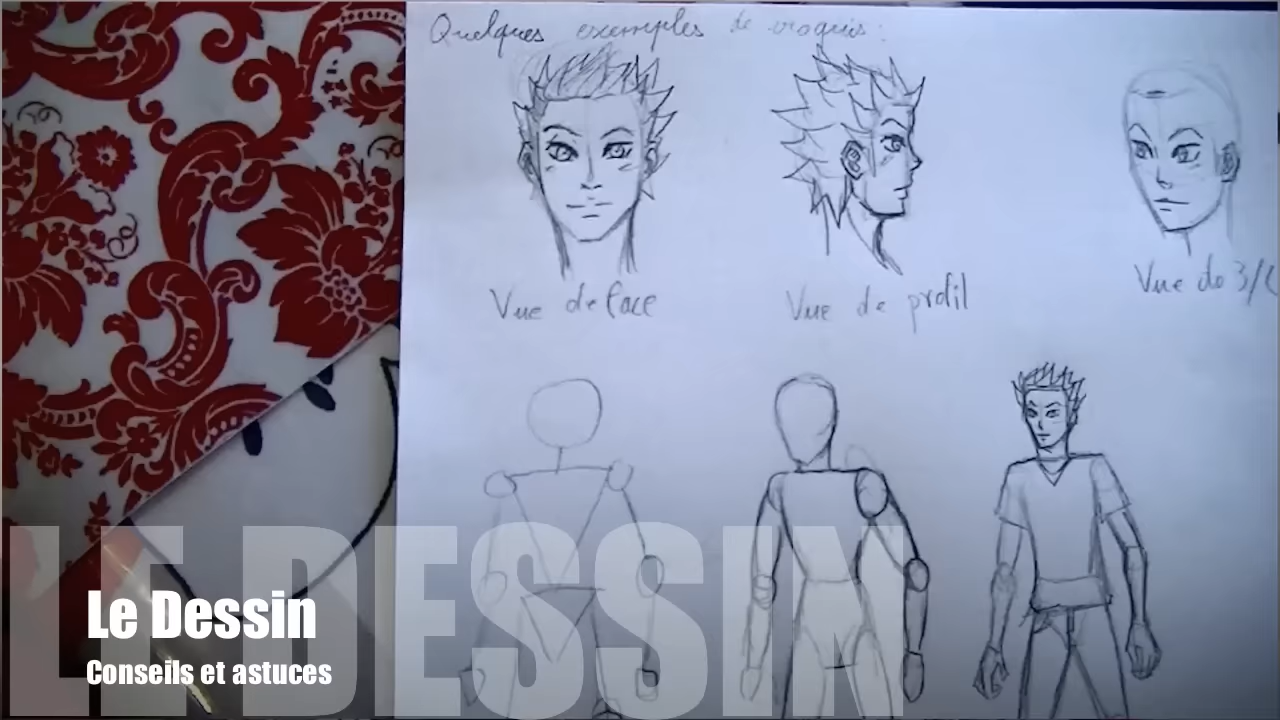 Quelques exemples de croquis:
Vue de face
Vue de profil
Vue de 3/
LE DESSIN
Le Dessin
Conseils et astuces